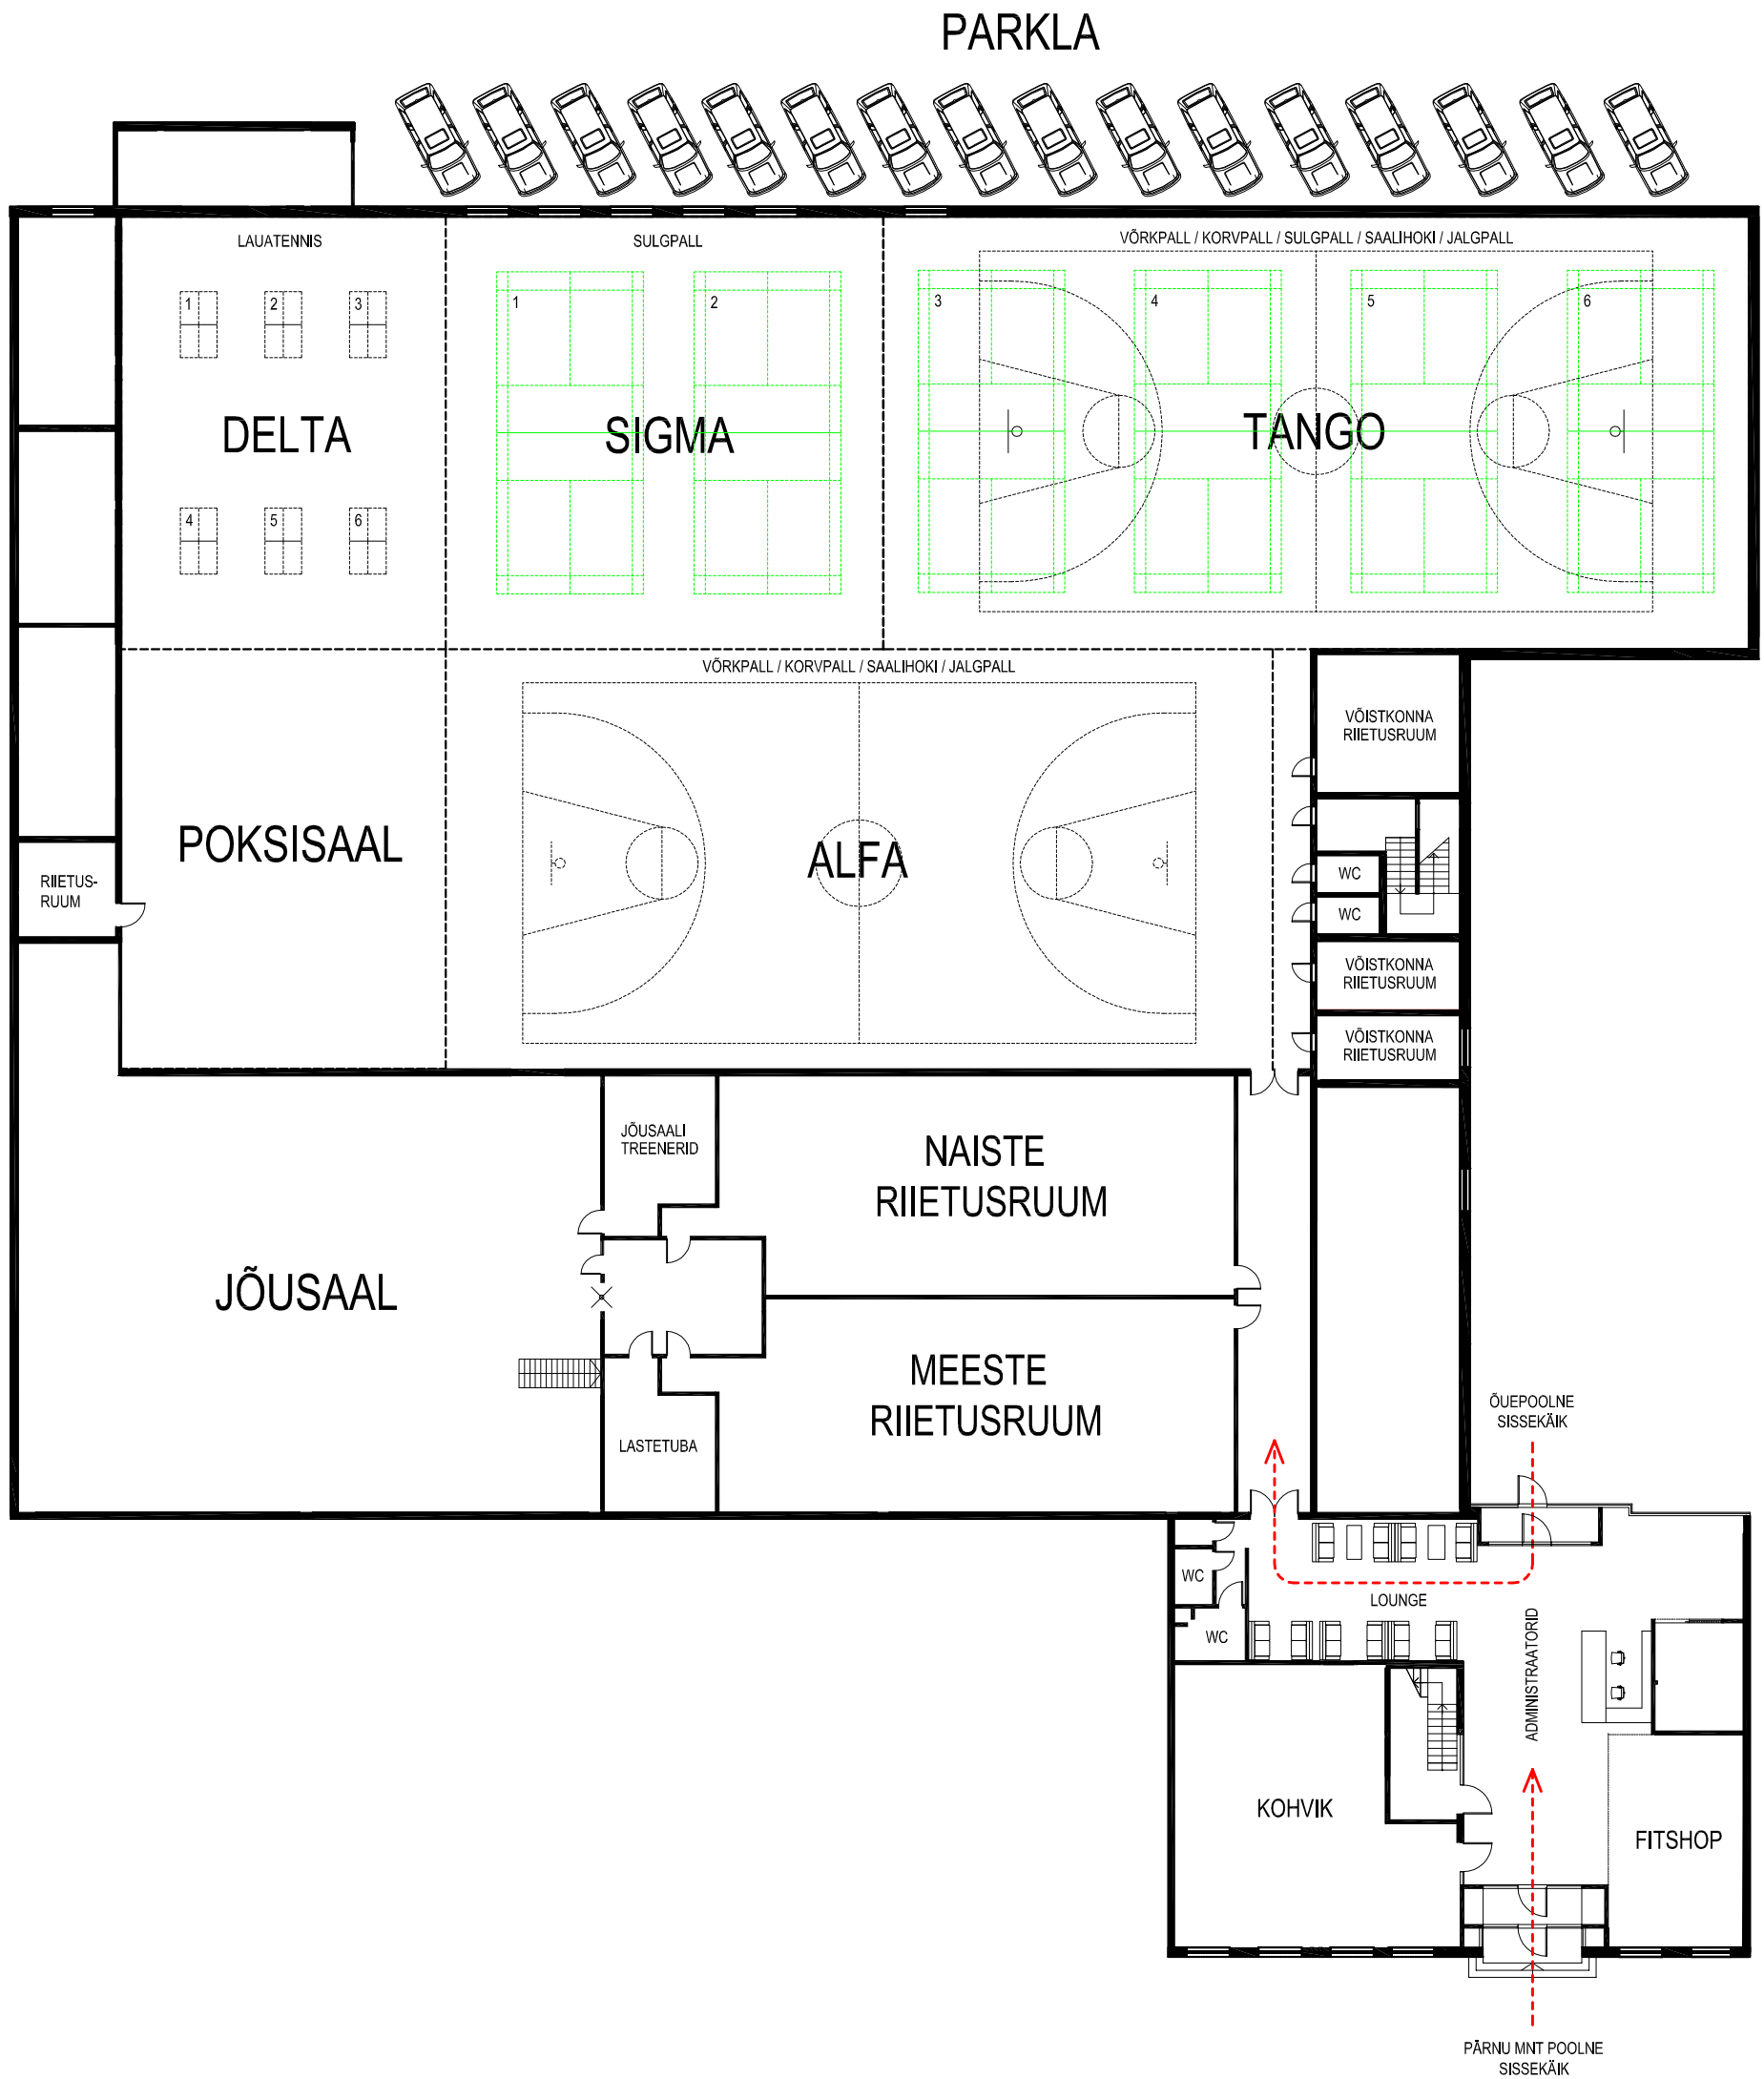 PARKLA
LAUATENNIS
SULGPALL
VÕRKPALL / KORVPALL / SULGPALL / SAALIHOKI / JALGPALL
1
2
3
1
2
3
4
5
6
DELTA
SIGMA
TANGO
4
5
6
VÕRKPALL / KORVPALL / SAALIHOKI / JALGPALL
VÕISTKONNA
RIIETUSRUUM
POKSISAAL
ALFA
RIIETUS-
RUUM
WC
WC
VÕISTKONNA
RIIETUSRUUM
VÕISTKONNA
RIIETUSRUUM
JÕUSAALI
TREENERID
NAISTE
RIIETUSRUUM
JÕUSAAL
MEESTE
RIIETUSRUUM
LASTETUBA
ÕUEPOOLNE
SISSEKÄIK
WC
LOUNGE
WC
ADMINISTRAATORID
KOHVIK
FITSHOP
PÄRNU MNT POOLNE
SISSEKÄIK